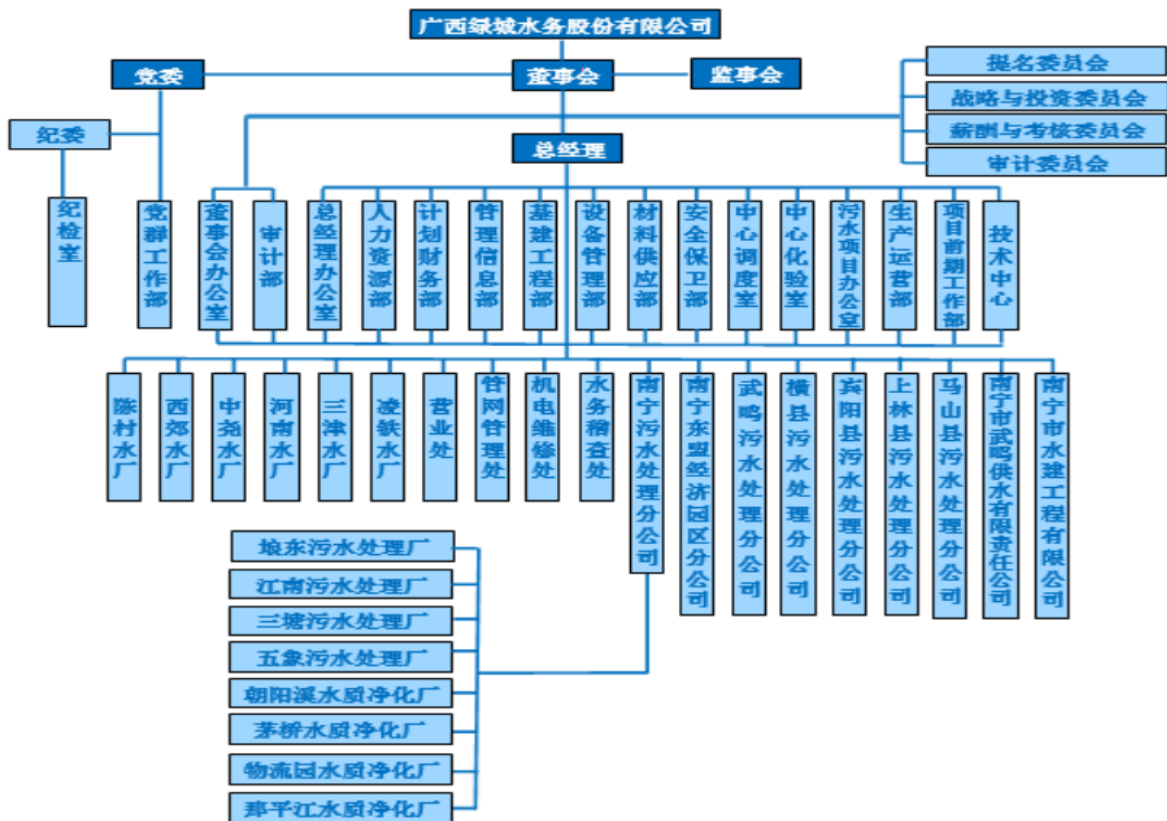 广西绿城水务股份有限公司
党委
董事会
监事会
提名委员会
战略与投资委员会
薪酬与考核委员会
审计委员会
纪委
总经理
纪检室
党群工作部
董事会办公室
审计部
总经理办公室
人力资源部
计划财务部
管理信息部
基建工程部
设备管理部
材料供应部
安全保卫部
中心调度室
中心化验室
污水项目办公室
生产运营部
项目前期工作部
技术中心
陈村水厂
西郊水厂
中尧水厂
河南水厂
三津水厂
凌铁水厂
营业处
管网管理处
机电维修处
水务稽查处
南宁污水处理分公司
南宁东盟经济园区分公司
武鸣污水处理分公司
横县污水处理分公司
宾阳县污水处理分公司
上林县污水处理分公司
马山县污水处理分公司
南宁市武鸣供水有限责任公司
南宁市水建工程有限公司
埌东污水处理厂
江南污水处理厂
三塘污水处理厂
五象污水处理厂
朝阳溪水质净化厂
茅桥水质净化厂
物流园水质净化厂
那平江水质净化厂